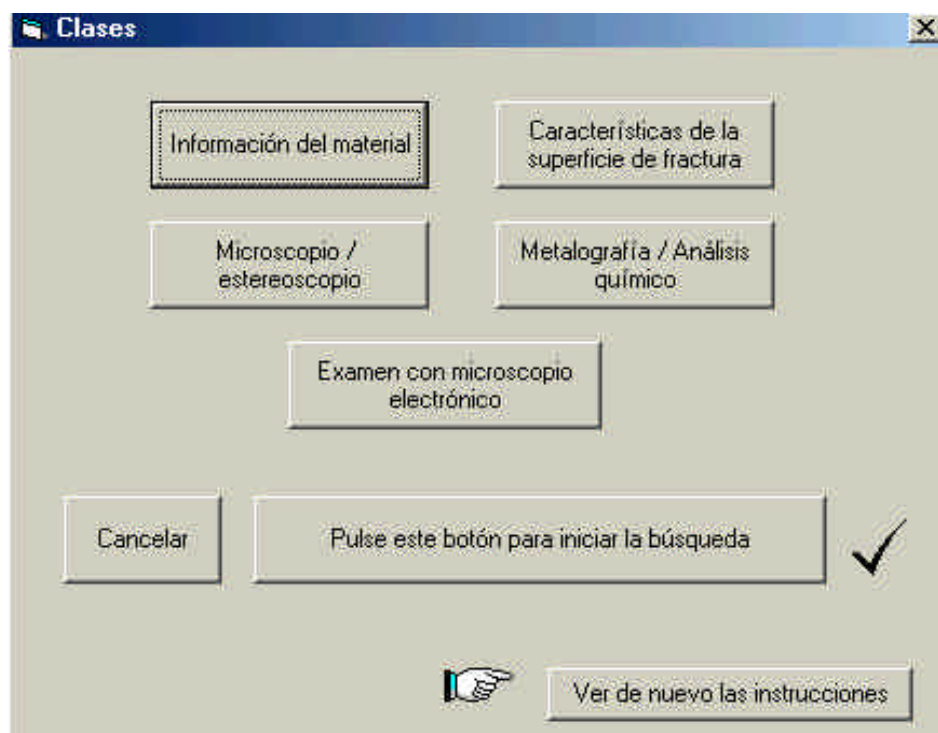 Clases
Información del material
Características de la
superficie de fractura
Microscopio /
estereoscopio
Metalografía / Análisis
químico
Examen con microscopio
electrónico
Cancelar
Pulse este botón para iniciar la búsqueda
Ver de nuevo las instrucciones